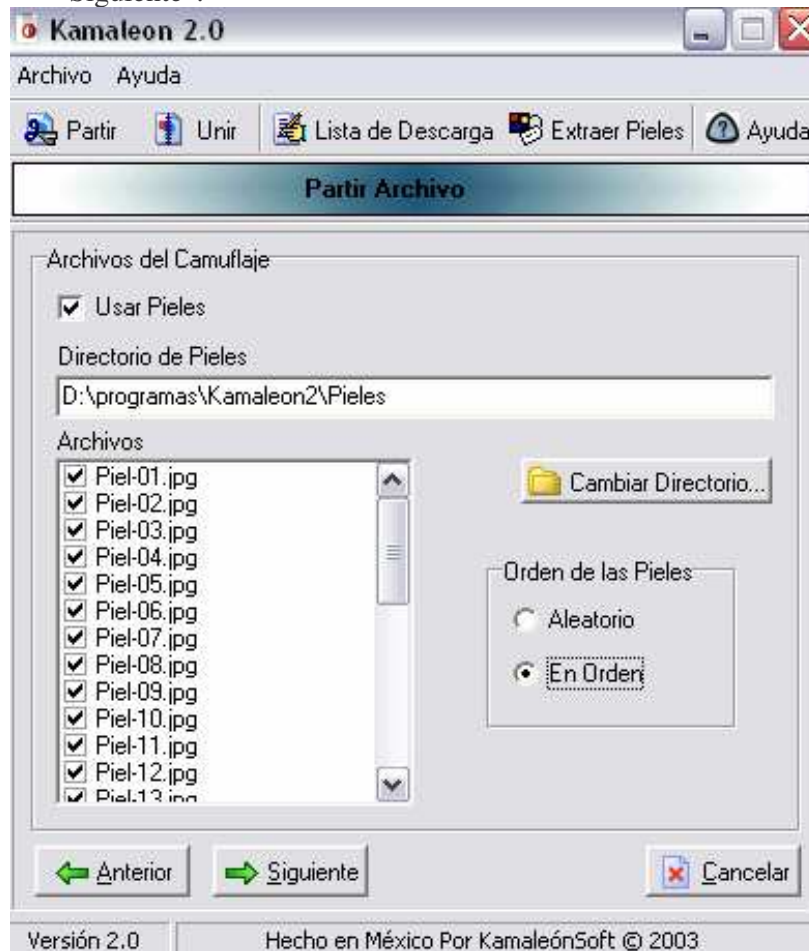 "Siguiente".
Kamaleon 2.0
Archivo Ayuda
Partir Unir Lista de Descarga Extraer Pieles Ayuda
Partir Archivo
Archivos del Camuflaje
Usar Pieles
Directorio de Pieles
D:\programas\Kamaleon2\Pieles
Archivos
Piel-01.jpg
Piel-02.jpg
Piel-03.jpg
Piel-04.jpg
Piel-05.jpg
Piel-06.jpg
Piel-07.jpg
Piel-08.jpg
Piel-09.jpg
Piel-10.jpg
Piel-11.jpg
Piel-12.jpg
Piel-13.jpg
Cambiar Directorio...
Orden de las Pieles
Aleatorio
En Orden
Anterior Siguiente Cancelar
Versión 2.0 Hecho en México Por KamaleónSoft © 2003